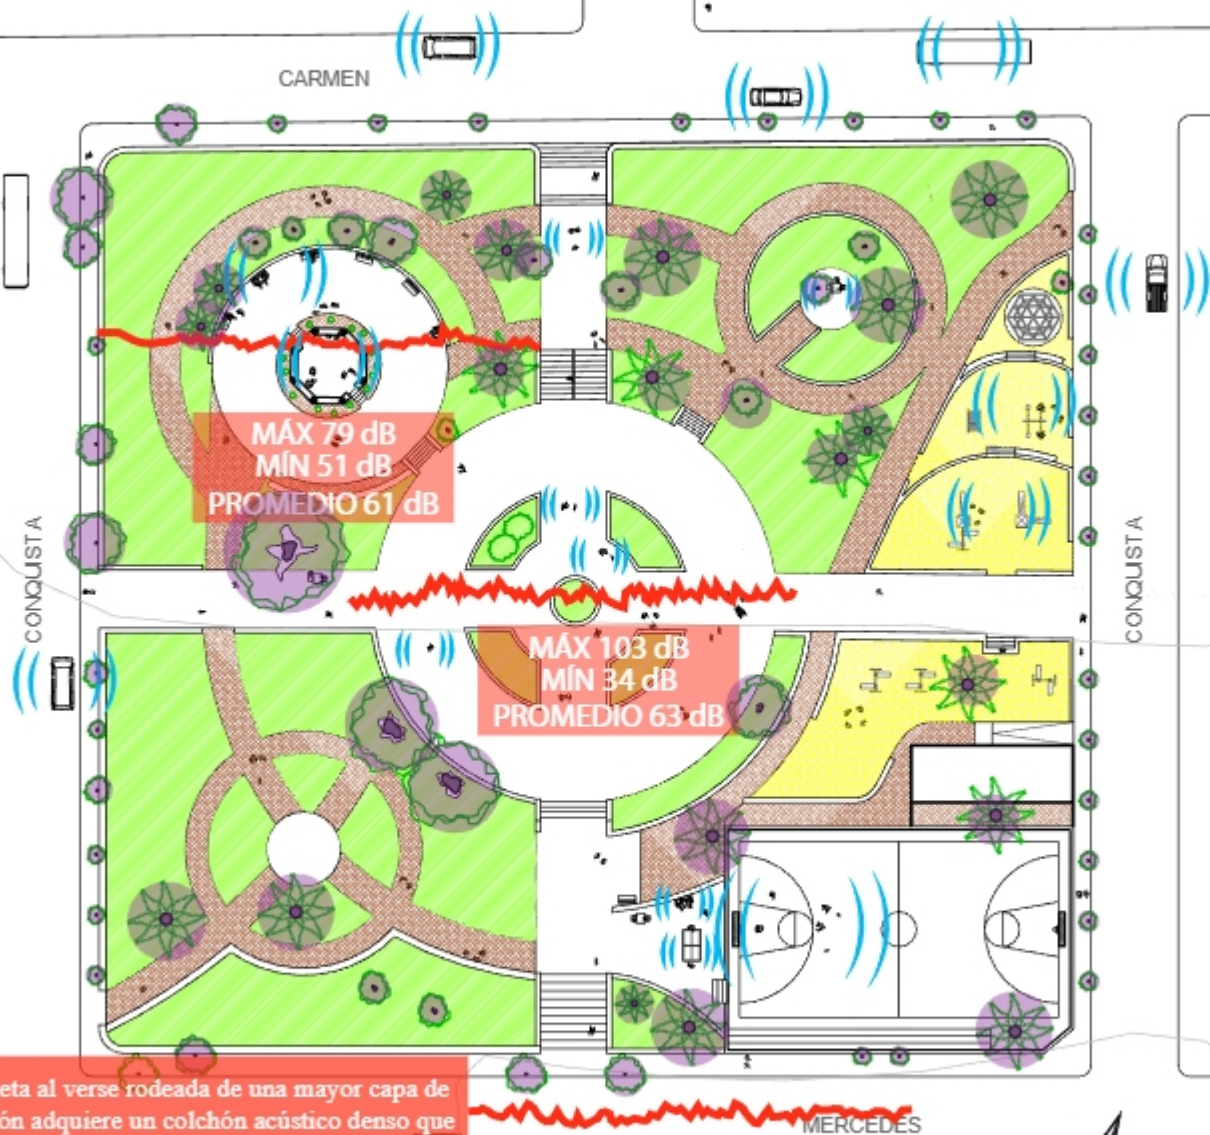 CARMEN
MÁX 79 dB
MÍN 51 dB
PROMEDIO 61 dB
CONQUISTA
CONQUISTA
MÁX 103 dB
MÍN 34 dB
PROMEDIO 63 dB
eta al verse rodeada de una mayor capa de
ón adquiere un colchón acústico denso que
MERCEDES